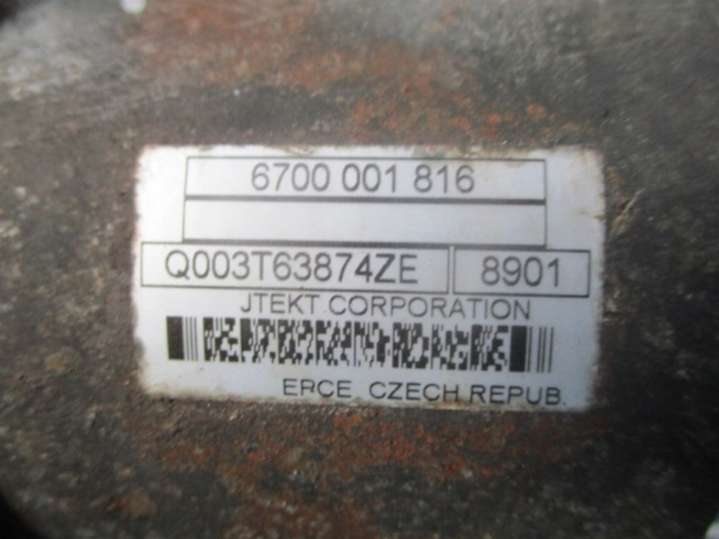 6700 001 816
Q003T63874ZE 8901
JTEKT CORPORATION
ERCE CZECH REPUB.